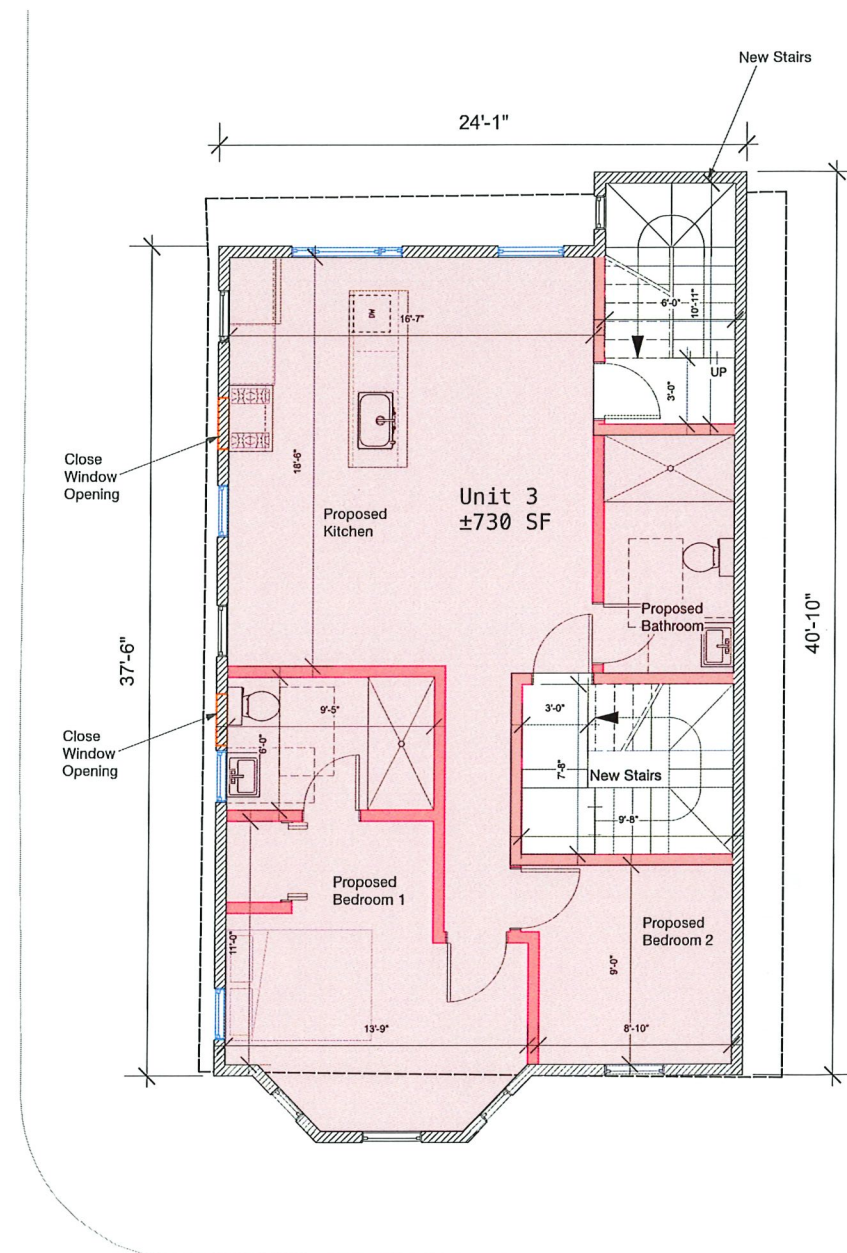 New Stairs
24'-1"
6'-0"
10'-11"
16'-7"
DW
UP
3'-0"
Close
Window
Opening
18'-6"
Unit 3
±730 SF
Proposed
Kitchen
Proposed
Bathroom
37'-6"
40'-10"
9'-5"
3'-0"
Close
Window
Opening
6'-0"
7'-8"
New Stairs
9'-8"
Proposed
Bedroom 1
Proposed
Bedroom 2
11'-0"
9'-0"
13'-9"
8'-10"